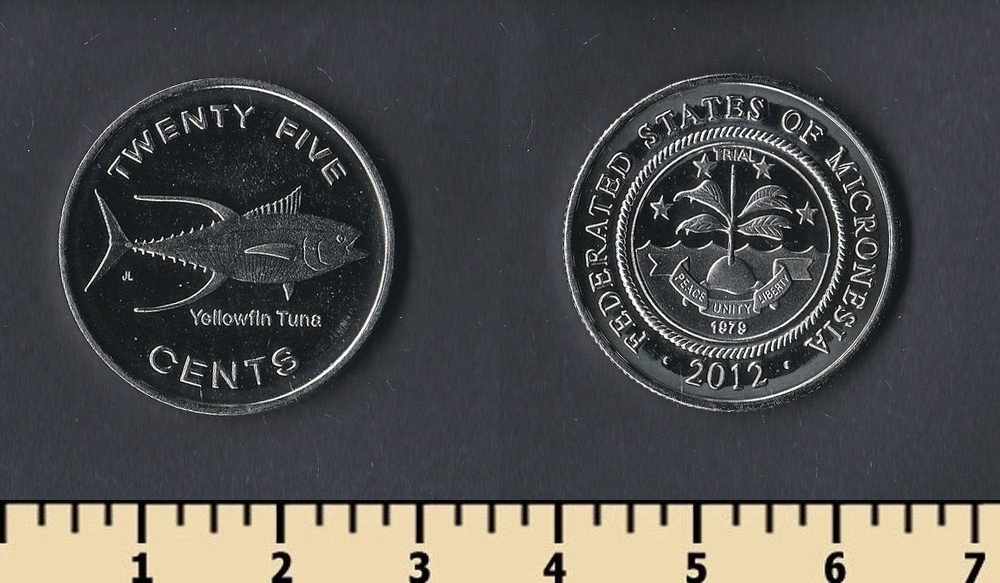 TWENTY FIVE
JL
Yellowfin Tuna
CENTS
FEDERATED STATES OF MICRONESIA
TRIAL
PEACE UNITY LIBERTY
1979
· 2012 ·
1 2 3 4 5 6 7